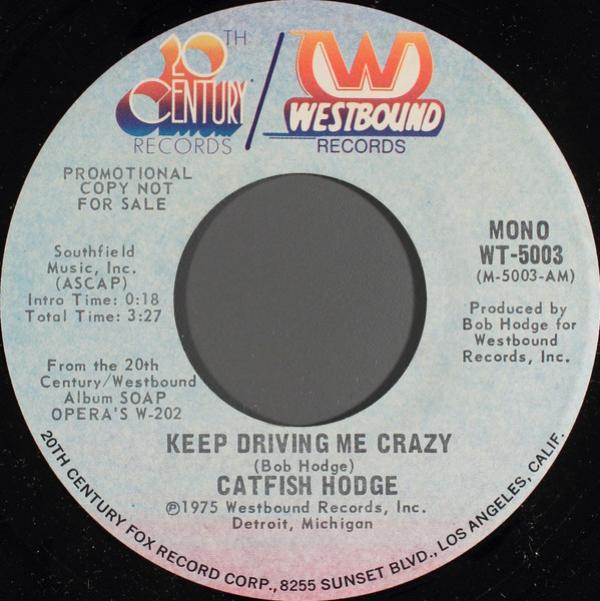 20TH CENTURY RECORDS
WESTBOUND RECORDS
PROMOTIONAL
COPY NOT
FOR SALE
MONO
WT-5003
(M-5003-AM)
Southfield
Music, Inc.
(ASCAP)
Intro Time: 0:18
Total Time: 3:27
Produced by
Bob Hodge for
Westbound
Records, Inc.
From the 20th
Century/Westbound
Album SOAP
OPERA'S W-202
KEEP DRIVING ME CRAZY
(Bob Hodge)
CATFISH HODGE
℗1975 Westbound Records, Inc.
Detroit, Michigan
20TH CENTURY FOX RECORD CORP., 8255 SUNSET BLVD., LOS ANGELES, CALIF.